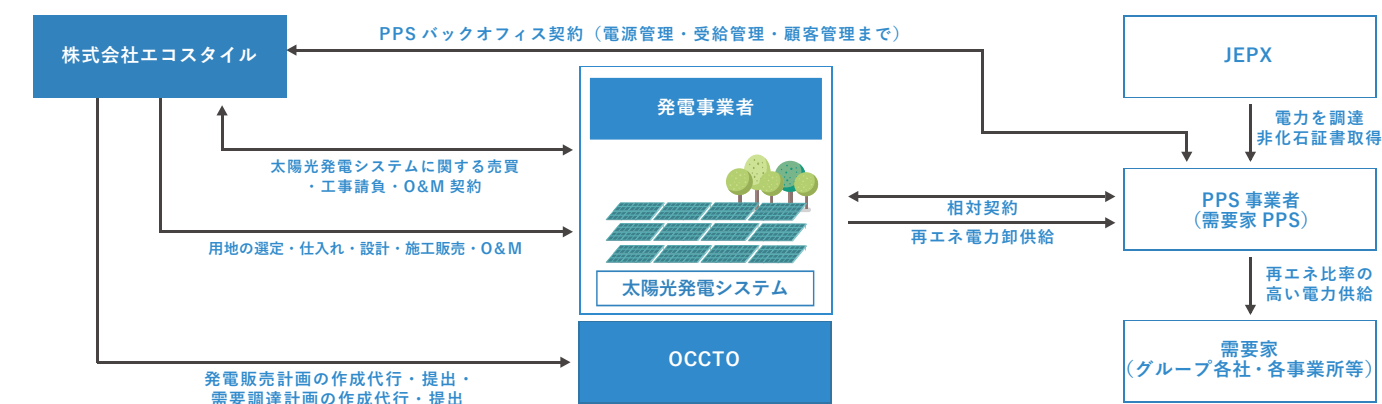 株式会社エコスタイル
PPS バックオフィス契約（電源管理・受給管理・顧客管理まで）
JEPX
発電事業者
電力を調達
非化石証書取得
太陽光発電システムに関する売買
・工事請負・O&M 契約
PPS 事業者
（需要家 PPS）
相対契約
再エネ電力卸供給
用地の選定・仕入れ・設計・施工販売・O&M
太陽光発電システム
再エネ比率の
高い電力供給
OCCTO
需要家
（グループ各社・各事業所等）
発電販売計画の作成代行・提出・
需要調達計画の作成代行・提出